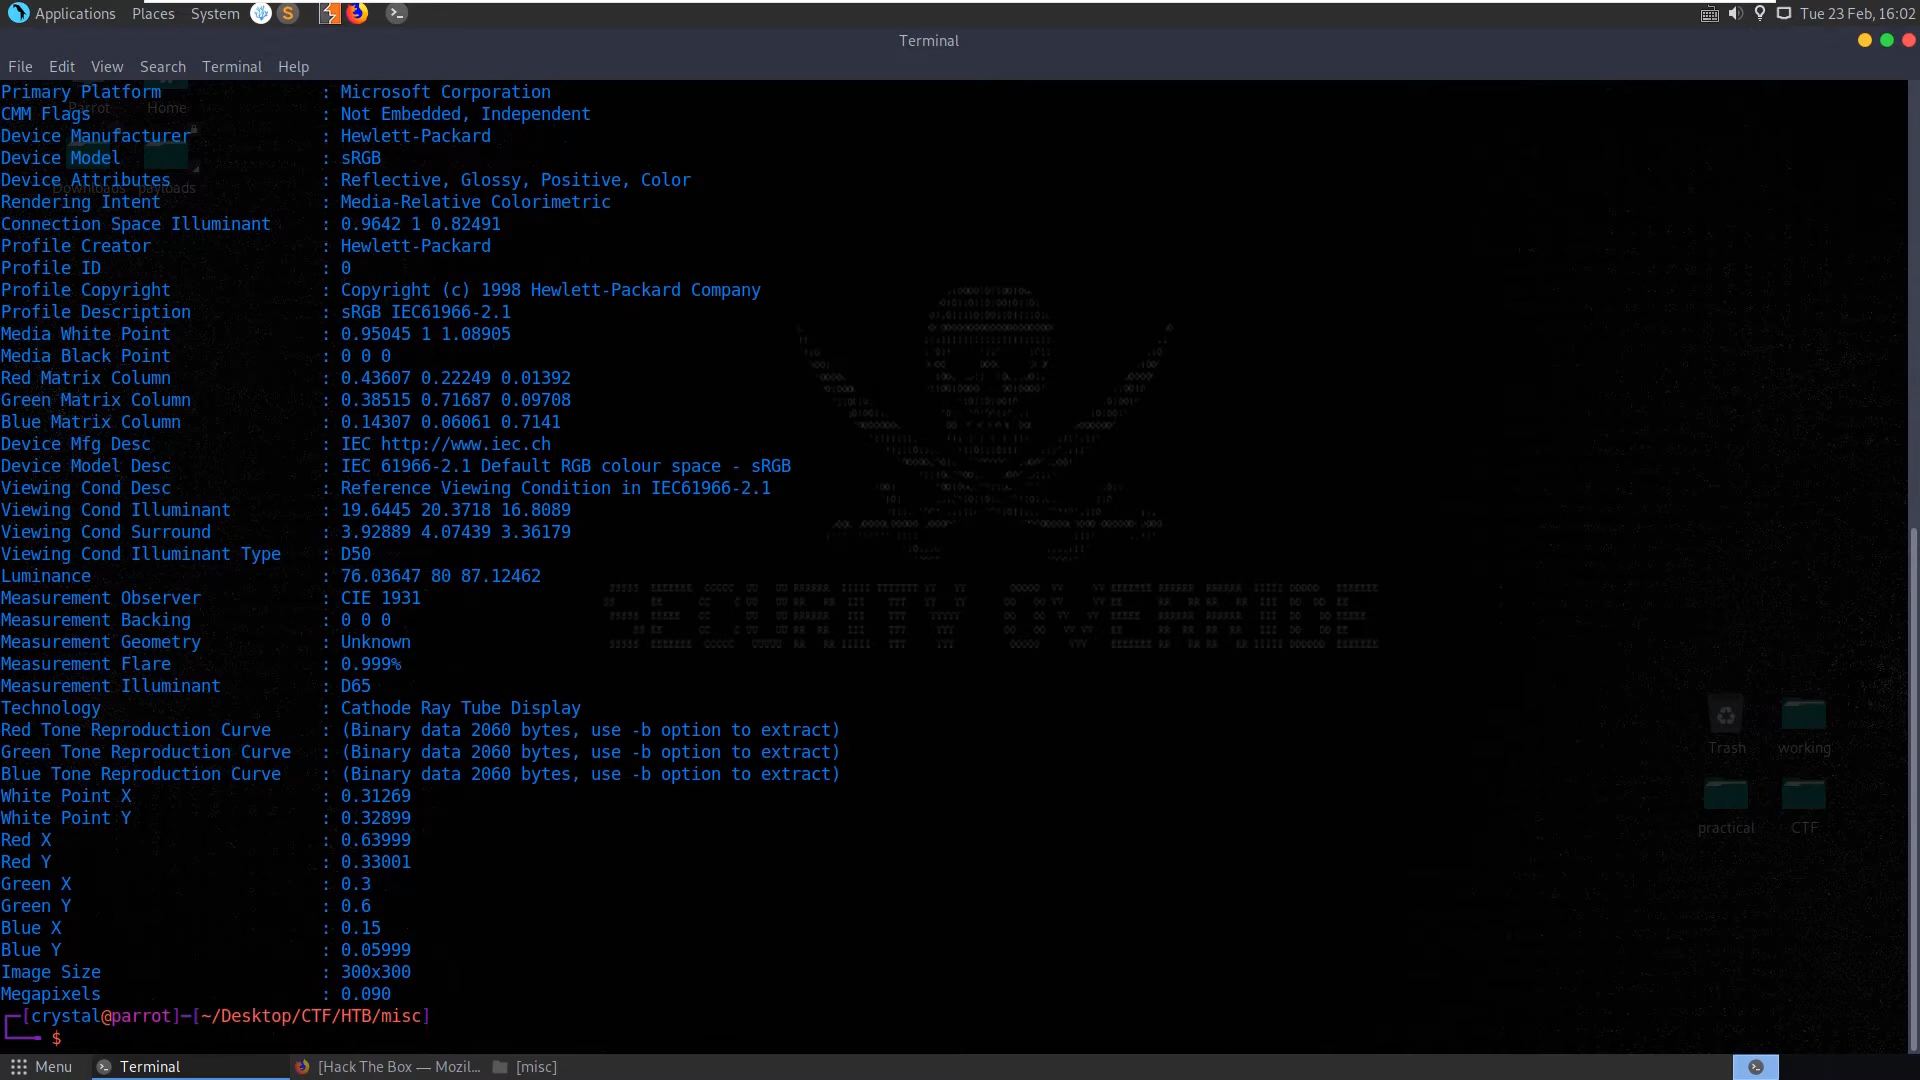 Applications Places System Tue 23 Feb, 16:02
Terminal
File Edit View Search Terminal Help
Primary Platform : Microsoft Corporation
CMM Flags : Not Embedded, Independent
Device Manufacturer : Hewlett-Packard
Device Model : sRGB
Device Attributes : Reflective, Glossy, Positive, Color
Rendering Intent : Media-Relative Colorimetric
Connection Space Illuminant : 0.9642 1 0.82491
Profile Creator : Hewlett-Packard
Profile ID : 0
Profile Copyright : Copyright (c) 1998 Hewlett-Packard Company
Profile Description : sRGB IEC61966-2.1
Media White Point : 0.95045 1 1.08905
Media Black Point : 0 0 0
Red Matrix Column : 0.43607 0.22249 0.01392
Green Matrix Column : 0.38515 0.71687 0.09708
Blue Matrix Column : 0.14307 0.06061 0.7141
Device Mfg Desc : IEC http://www.iec.ch
Device Model Desc : IEC 61966-2.1 Default RGB colour space - sRGB
Viewing Cond Desc : Reference Viewing Condition in IEC61966-2.1
Viewing Cond Illuminant : 19.6445 20.3718 16.8089
Viewing Cond Surround : 3.92889 4.07439 3.36179
Viewing Cond Illuminant Type : D50
Luminance : 76.03647 80 87.12462
Measurement Observer : CIE 1931
Measurement Backing : 0 0 0
Measurement Geometry : Unknown
Measurement Flare : 0.999%
Measurement Illuminant : D65
Technology : Cathode Ray Tube Display
Red Tone Reproduction Curve : (Binary data 2060 bytes, use -b option to extract)
Green Tone Reproduction Curve : (Binary data 2060 bytes, use -b option to extract)
Blue Tone Reproduction Curve : (Binary data 2060 bytes, use -b option to extract)
White Point X : 0.31269
White Point Y : 0.32899
Red X : 0.63999
Red Y : 0.33001
Green X : 0.3
Green Y : 0.6
Blue X : 0.15
Blue Y : 0.05999
Image Size : 300x300
Megapixels : 0.090
┌─[crystal@parrot]─[~/Desktop/CTF/HTB/misc]
└──╼ $
Parrot Home
Downloads payloads
SECURITY OVERRIDE
Trash working
practical CTF
Menu Terminal [Hack The Box — Mozil... [misc]